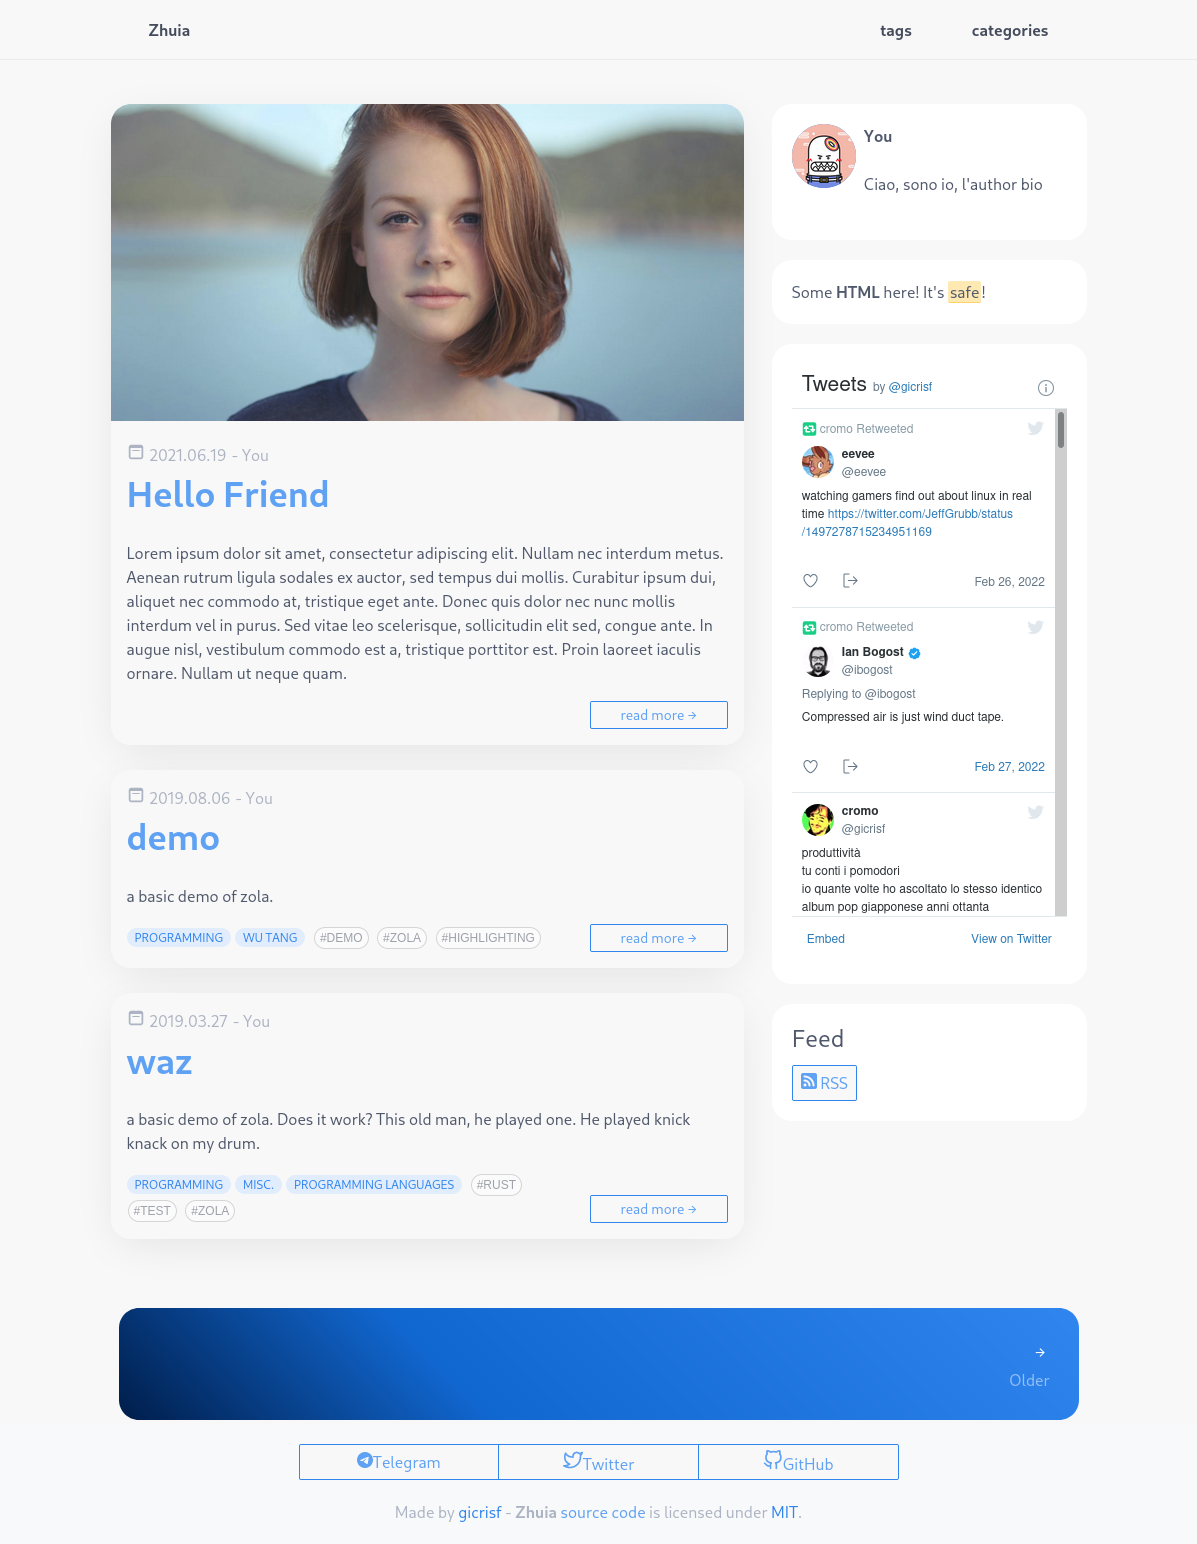 Zhuia
tags
categories
2021.06.19 - You
Hello Friend
Lorem ipsum dolor sit amet, consectetur adipiscing elit. Nullam nec interdum metus.
Aenean rutrum ligula sodales ex auctor, sed tempus dui mollis. Curabitur ipsum dui,
aliquet nec commodo at, tristique eget ante. Donec quis dolor nec nunc mollis
interdum vel in purus. Sed vitae leo scelerisque, sollicitudin elit sed, congue ante. In
augue nisl, vestibulum commodo est a, tristique porttitor est. Proin laoreet iaculis
ornare. Nullam ut neque quam.
read more →
2019.08.06 - You
demo
a basic demo of zola.
PROGRAMMING WU TANG #DEMO #ZOLA #HIGHLIGHTING
read more →
2019.03.27 - You
waz
a basic demo of zola. Does it work? This old man, he played one. He played knick
knack on my drum.
PROGRAMMING MISC. PROGRAMMING LANGUAGES #RUST
#TEST #ZOLA
read more →
You
Ciao, sono io, l'author bio
Some HTML here! It's safe!
Tweets by @gicrisf
cromo Retweeted
eevee
@eevee
watching gamers find out about linux in real
time https://twitter.com/JeffGrubb/status
/1497278715234951169
Feb 26, 2022
cromo Retweeted
Ian Bogost
@ibogost
Replying to @ibogost
Compressed air is just wind duct tape.
Feb 27, 2022
cromo
@gicrisf
produttività
tu conti i pomodori
io quante volte ho ascoltato lo stesso identico
album pop giapponese anni ottanta
Embed
View on Twitter
Feed
RSS
→
Older
Telegram
Twitter
GitHub
Made by gicrisf - Zhuia source code is licensed under MIT.